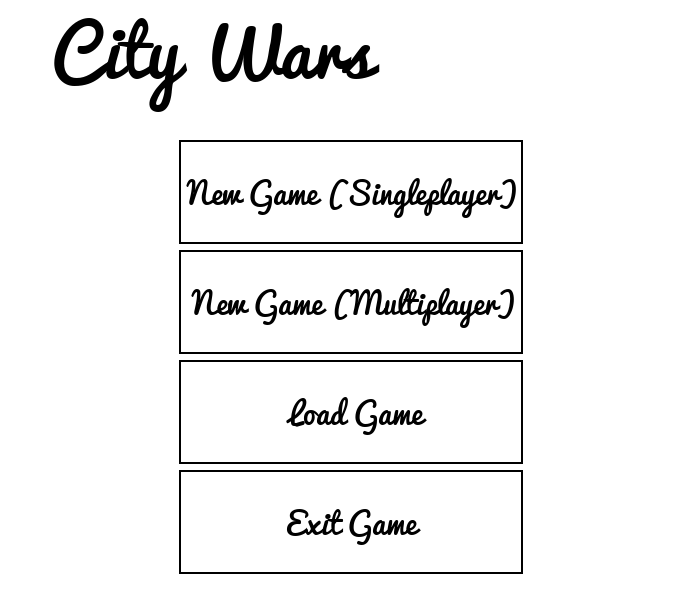 City Wars
New Game (Singleplayer)
New Game (Multiplayer)
Load Game
Exit Game